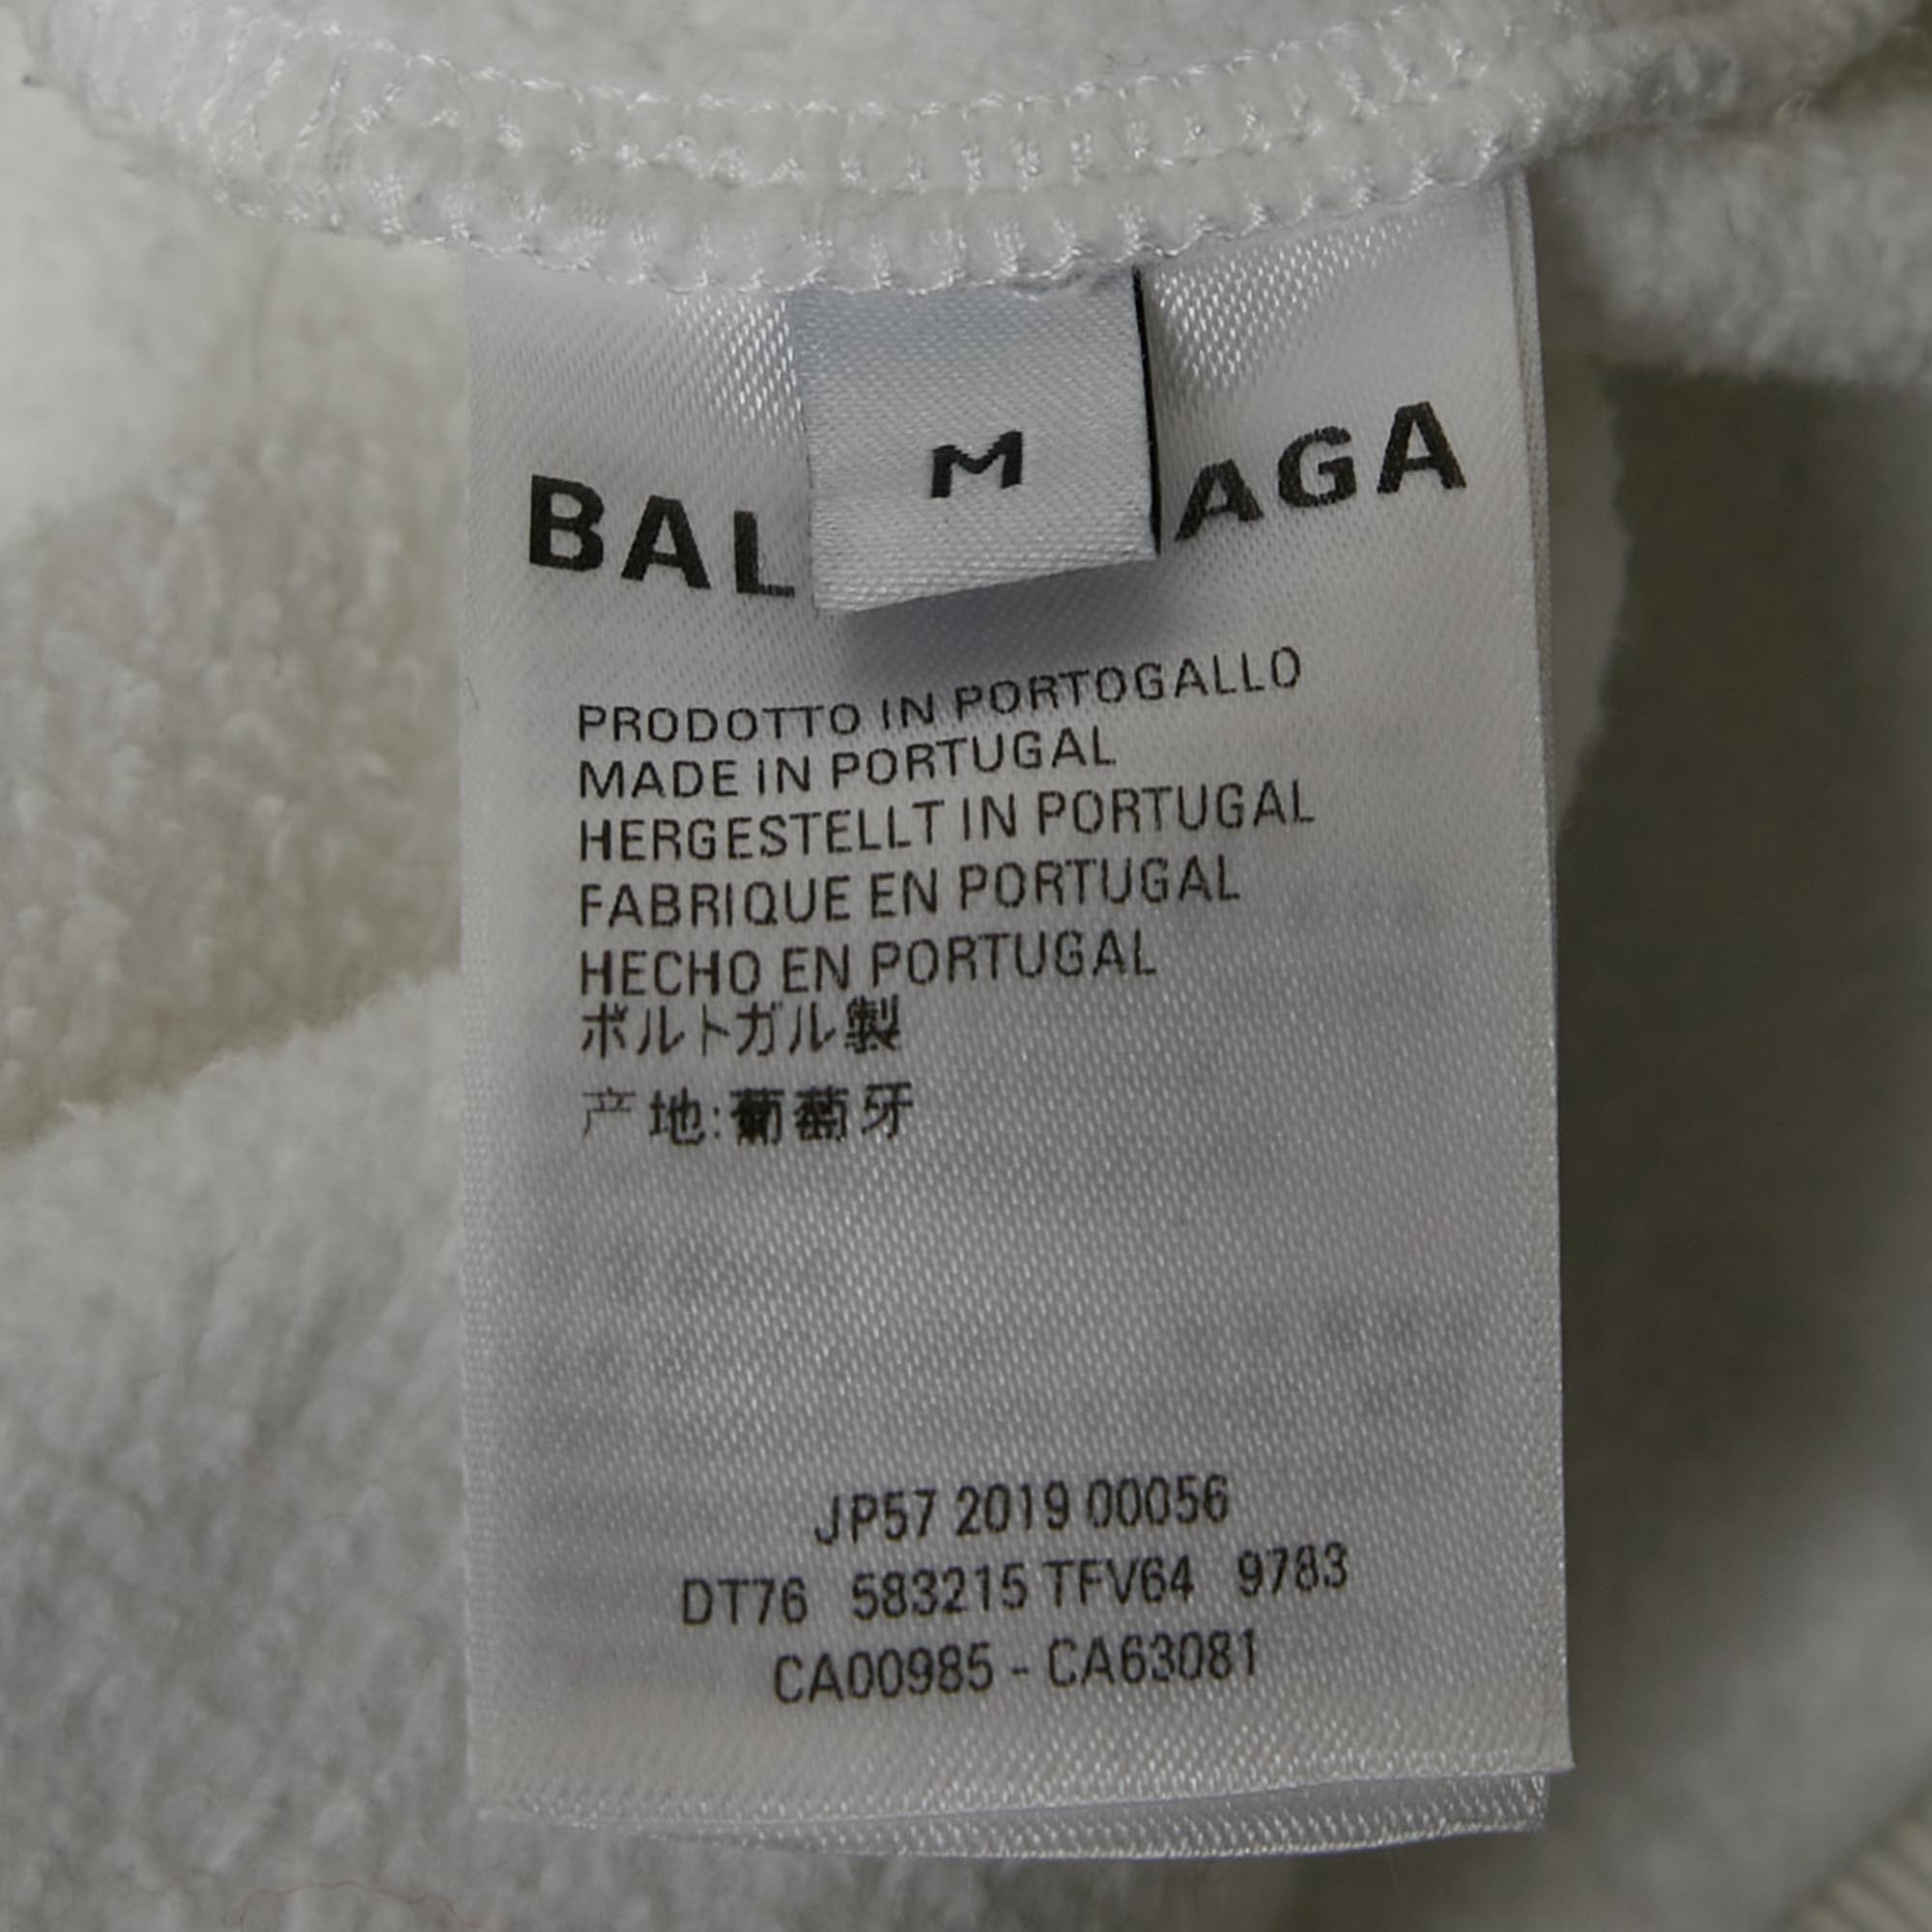 M
BAL AGA
PRODOTTO IN PORTOGALLO
MADE IN PORTUGAL
HERGESTELLT IN PORTUGAL
FABRIQUE EN PORTUGAL
HECHO EN PORTUGAL
ポルトガル製
产地:葡萄牙
JP57 2019 00056
DT76 583215 TFV64 9783
CA00985 - CA63081